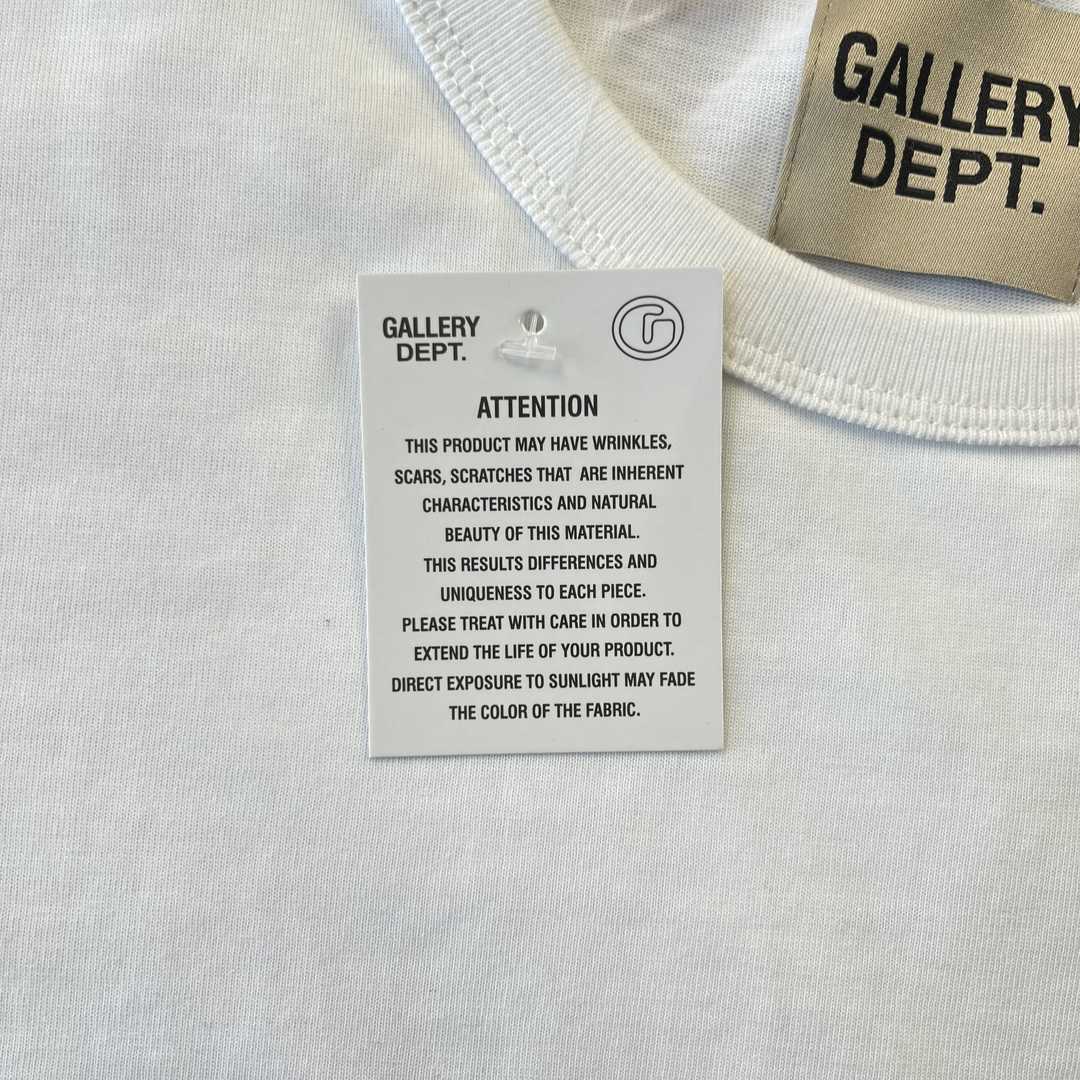 GALLERY
DEPT.
GALLERY
DEPT.
ATTENTION
THIS PRODUCT MAY HAVE WRINKLES,
SCARS, SCRATCHES THAT ARE INHERENT
CHARACTERISTICS AND NATURAL
BEAUTY OF THIS MATERIAL.
THIS RESULTS DIFFERENCES AND
UNIQUENESS TO EACH PIECE.
PLEASE TREAT WITH CARE IN ORDER TO
EXTEND THE LIFE OF YOUR PRODUCT.
DIRECT EXPOSURE TO SUNLIGHT MAY FADE
THE COLOR OF THE FABRIC.